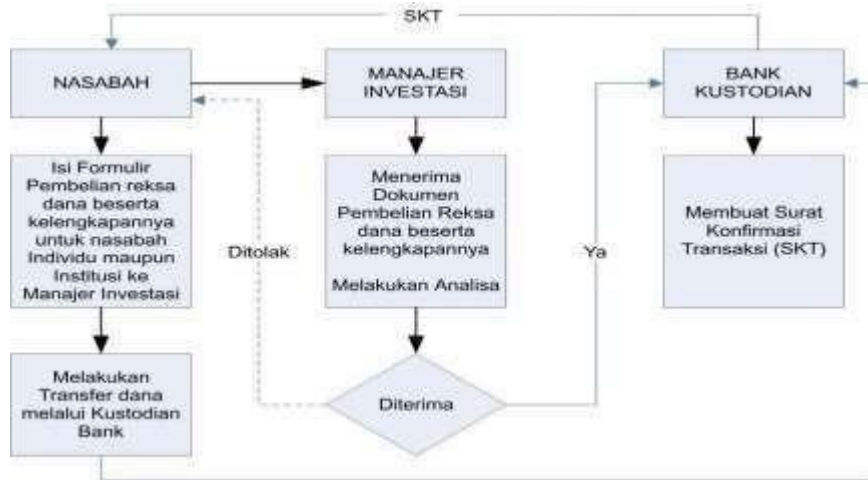 SKT
NASABAH
MANAJER
INVESTASI
BANK
KUSTODIAN
Isi Formulir
Pembelian reksa
dana beserta
kelengkapannya
untuk nasabah
Individu maupun
Institusi ke
Manajer Investasi
Ditolak
Menerima
Dokumen
Pembelian Reksa
dana beserta
kelengkapannya
Melakukan Analisa
Ya
Membuat Surat
Konfirmasi
Transaksi (SKT)
Melakukan
Transfer dana
melalui Kustodian
Bank
Diterima